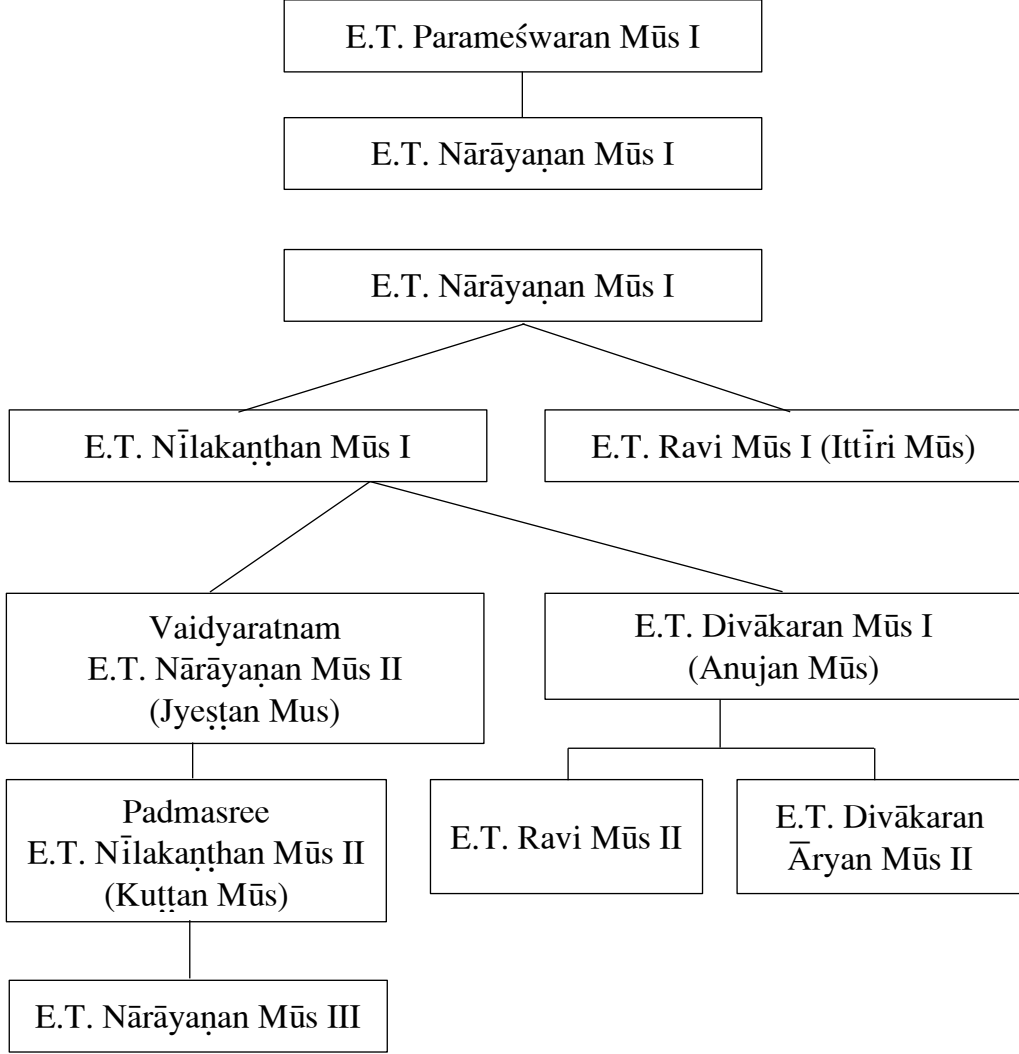 E.T. Parameśwaran Mūs I
E.T. Nārāyaṇan Mūs I
E.T. Nārāyaṇan Mūs I
E.T. Nīlakaṇṭhan Mūs I
E.T. Ravi Mūs I (Ittīri Mūs)
Vaidyaratnam
E.T. Nārāyaṇan Mūs II
(Jyeṣṭan Mus)
E.T. Divākaran Mūs I
(Anujan Mūs)
Padmasree
E.T. Nīlakaṇṭhan Mūs II
(Kuṭṭan Mūs)
E.T. Ravi Mūs II
E.T. Divākaran
Āryan Mūs II
E.T. Nārāyaṇan Mūs III